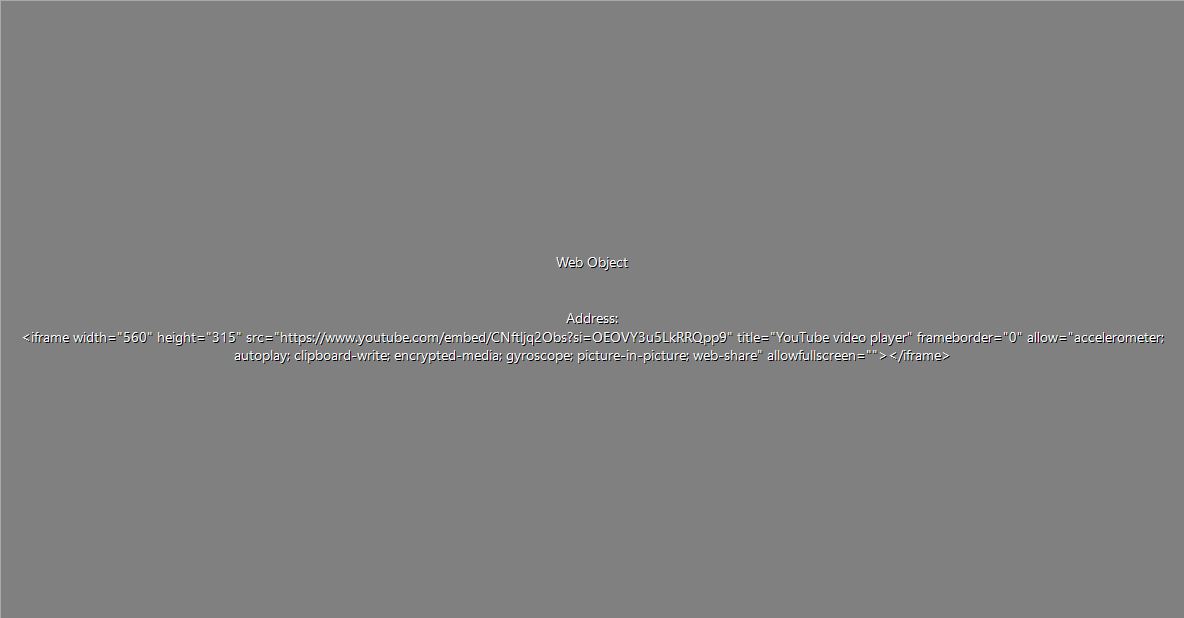 Web Object
Address:
<iframe width="560" height="315" src="https://www.youtube.com/embed/CNftljq2Obs?si=OEOVY3u5LkRRQpp9" title="YouTube video player" frameborder="0" allow="accelerometer;
autoplay; clipboard-write; encrypted-media; gyroscope; picture-in-picture; web-share" allowfullscreen=""></iframe>